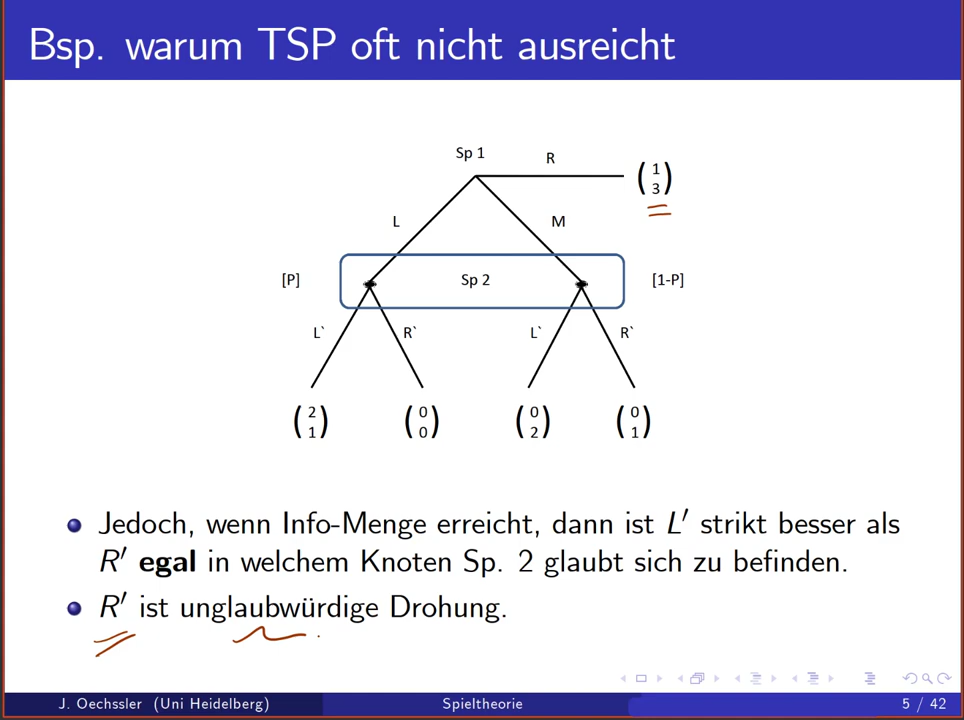 Bsp. warum TSP oft nicht ausreicht
Sp 1
R
1
3
L
M
[P]
Sp 2
[1-P]
L` R` L` R`
2 0 0 0
1 0 2 1
Jedoch, wenn Info-Menge erreicht, dann ist L′ strikt besser als
R′ egal in welchem Knoten Sp. 2 glaubt sich zu befinden.
R′ ist unglaubwürdige Drohung.
J. Oechssler (Uni Heidelberg) Spieltheorie 5 / 42